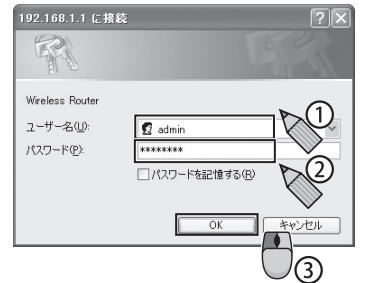 192.168.1.1 に接続
Wireless Router
ユーザー名(U):
admin
①
パスワード(P):
********
②
パスワードを記憶する(R)
OK
キャンセル
③